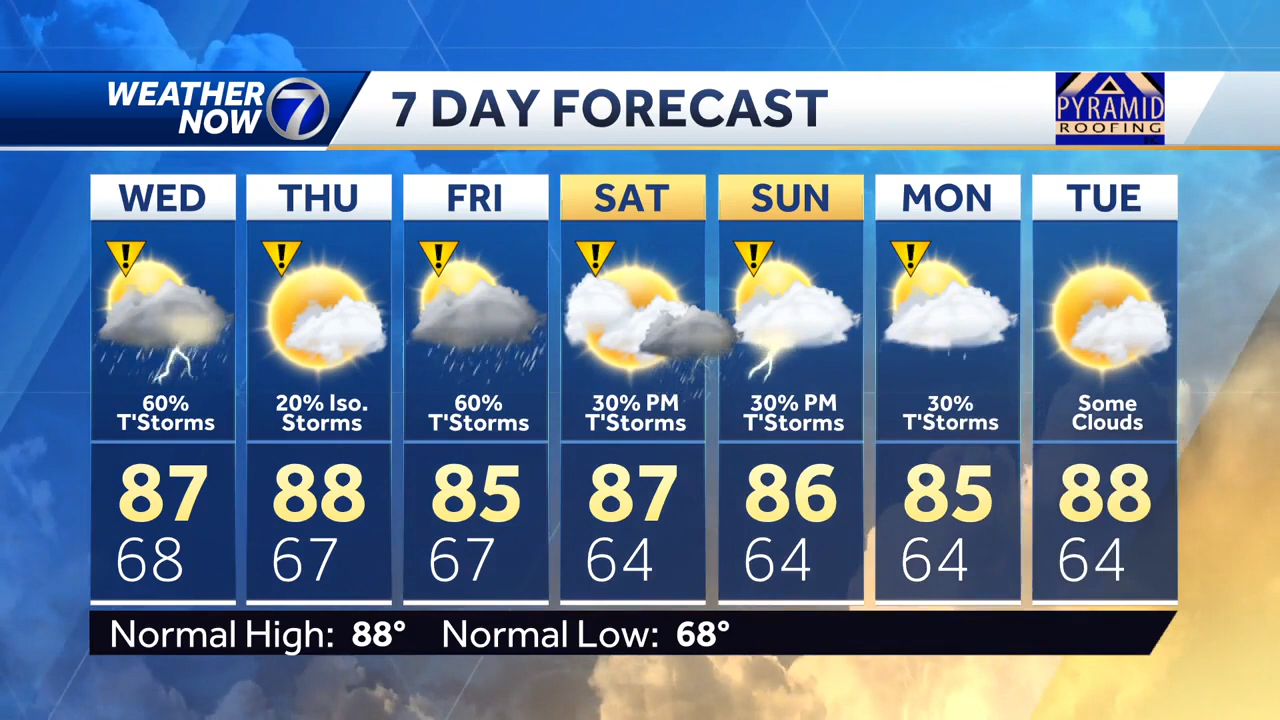 WEATHER
NOW
7
7 DAY FORECAST
PYRAMID
ROOFING
WED
THU
FRI
SAT
SUN
MON
TUE
!
!
!
!
!
!
60%
T'Storms
20% Iso.
Storms
60%
T'Storms
30% PM
T'Storms
30% PM
T'Storms
30%
T'Storms
Some
Clouds
87
88
85
87
86
85
88
68
67
67
64
64
64
64
Normal High: 88° Normal Low: 68°